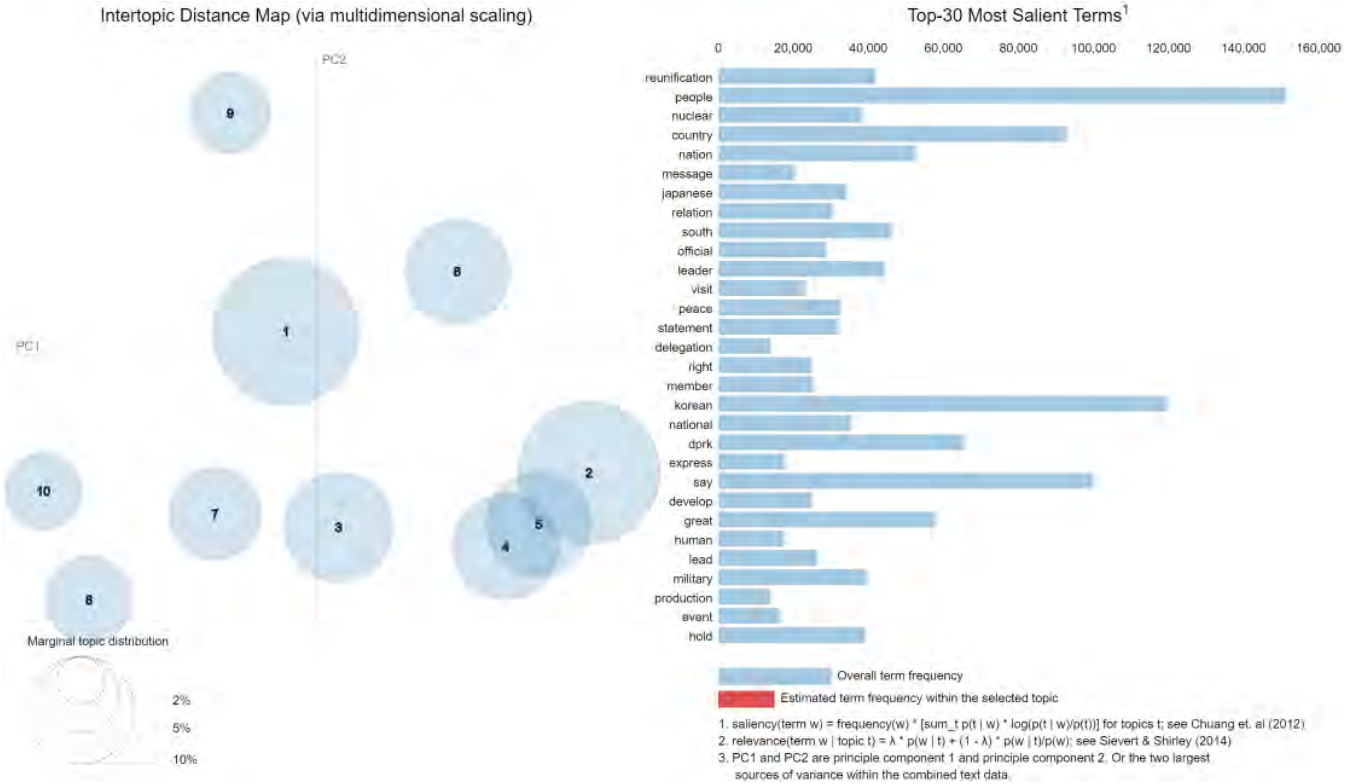 Intertopic Distance Map (via multidimensional scaling)
PC2
PC1
9
6
1
2
5
4
3
7
10
8
Marginal topic distribution
2%
5%
10%
Top-30 Most Salient Terms1
0 20,000 40,000 60,000 80,000 100,000 120,000 140,000 160,000
reunification
people
nuclear
country
nation
message
japanese
relation
south
official
leader
visit
peace
statement
delegation
right
member
korean
national
dprk
express
say
develop
great
human
lead
military
production
event
hold
Overall term frequency
Estimated term frequency within the selected topic
1. saliency(term w) = frequency(w) * [sum_t p(t | w) * log(p(t | w)/p(t))] for topics t; see Chuang et. al (2012)
2. relevance(term w | topic t) = λ * p(w | t) + (1 - λ) * p(w | t)/p(w); see Sievert & Shirley (2014)
3. PC1 and PC2 are principle component 1 and principle component 2. Or the two largest
sources of variance within the combined text data.